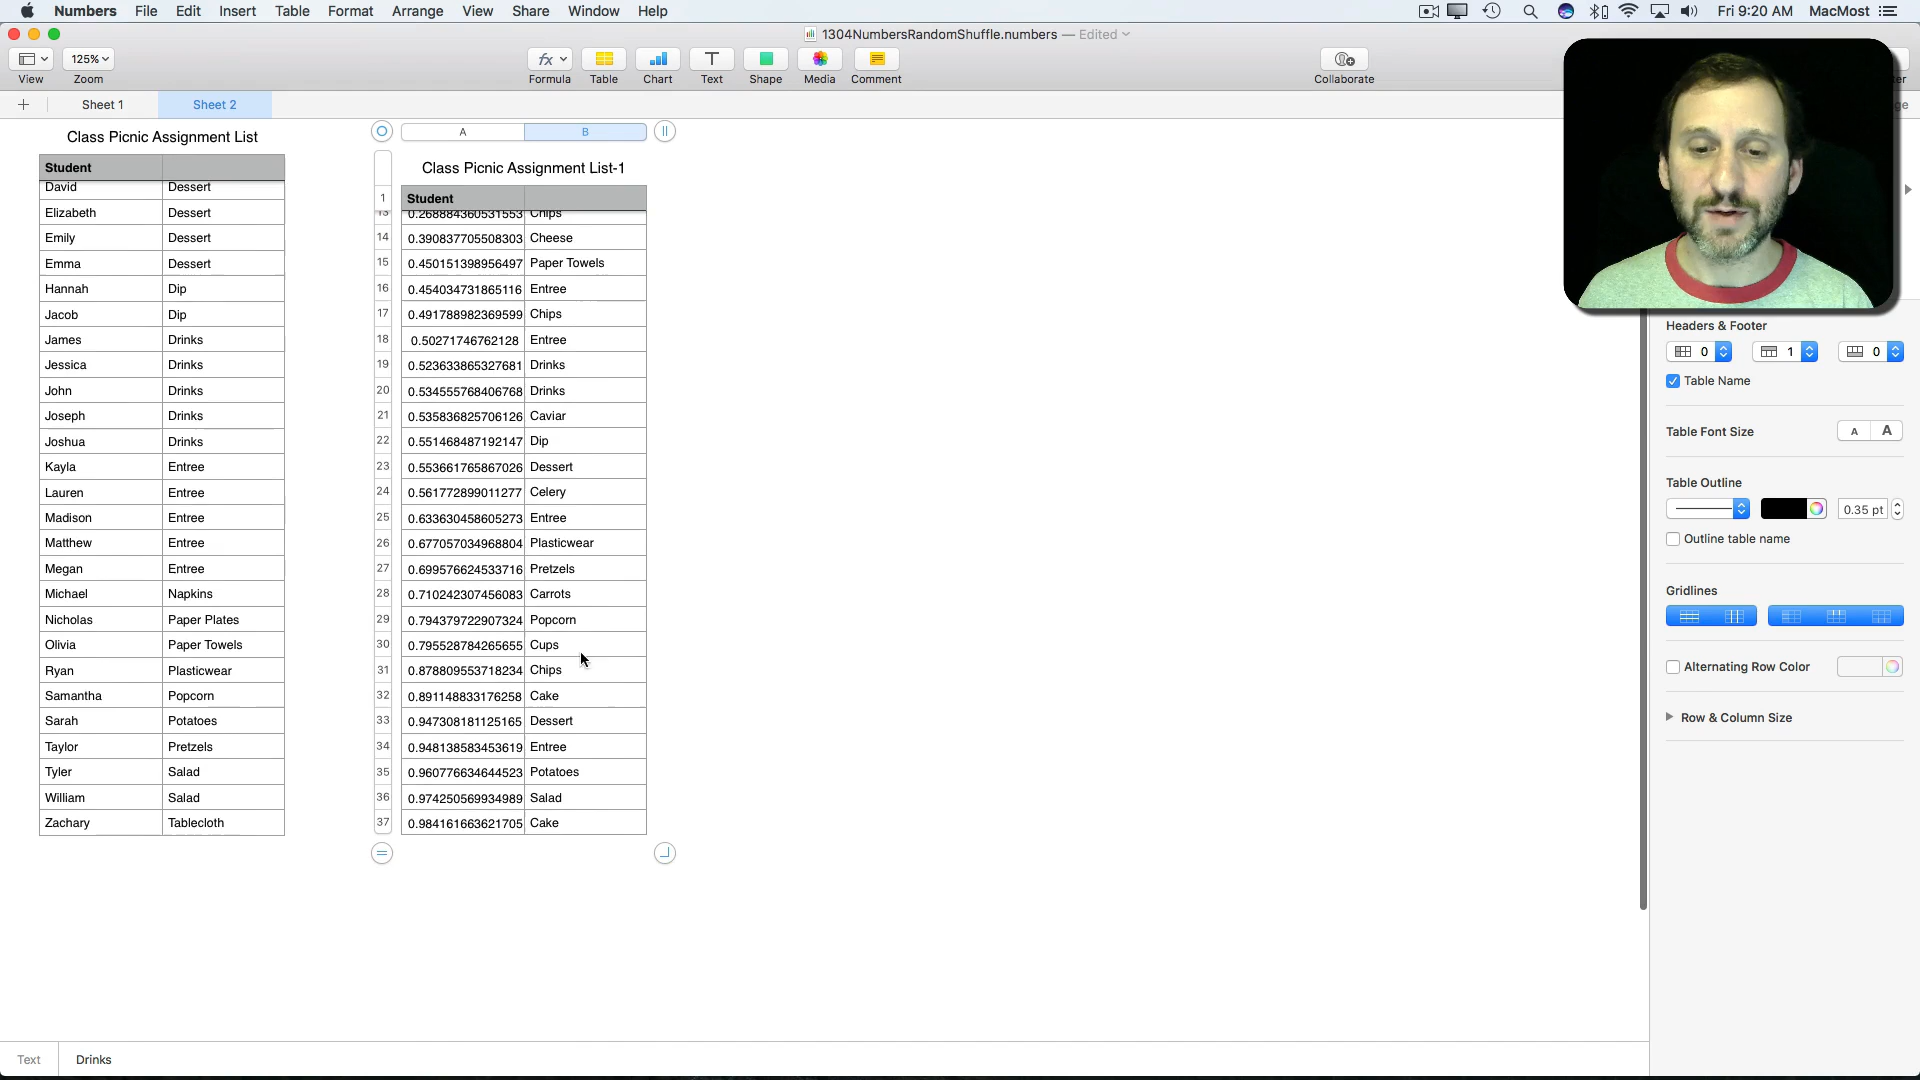 Numbers File Edit Insert Table Format Arrange View Share Window Help Fri 9:20 AM MacMost
1304NumbersRandomShuffle.numbers — Edited
125%
View Zoom Formula Table Chart Text Shape Media Comment Collaborate
Sheet 1 Sheet 2
Class Picnic Assignment List
Student
David Dessert
Elizabeth Dessert
Emily Dessert
Emma Dessert
Hannah Dip
Jacob Dip
James Drinks
Jessica Drinks
John Drinks
Joseph Drinks
Joshua Drinks
Kayla Entree
Lauren Entree
Madison Entree
Matthew Entree
Megan Entree
Michael Napkins
Nicholas Paper Plates
Olivia Paper Towels
Ryan Plasticwear
Samantha Popcorn
Sarah Potatoes
Taylor Pretzels
Tyler Salad
William Salad
Zachary Tablecloth
A B
Class Picnic Assignment List-1
1 Student
13 0.268884360531553 Chips
14 0.390837705508303 Cheese
15 0.450151398956497 Paper Towels
16 0.454034731865116 Entree
17 0.491788982369599 Chips
18 0.50271746762128 Entree
19 0.523633865327681 Drinks
20 0.534555768406768 Drinks
21 0.535836825706126 Caviar
22 0.551468487192147 Dip
23 0.553661765867026 Dessert
24 0.561772899011277 Celery
25 0.633630458605273 Entree
26 0.677057034968804 Plasticwear
27 0.699576624533716 Pretzels
28 0.710242307456083 Carrots
29 0.794379722907324 Popcorn
30 0.795528784265655 Cups
31 0.878809553718234 Chips
32 0.891148833176258 Cake
33 0.947308181125165 Dessert
34 0.948138583453619 Entree
35 0.960776634644523 Potatoes
36 0.974250569934989 Salad
37 0.984161663621705 Cake
Headers & Footer
0 1 0
Table Name
Table Font Size A A
Table Outline
0.35 pt
Outline table name
Gridlines
Alternating Row Color
Row & Column Size
Text Drinks